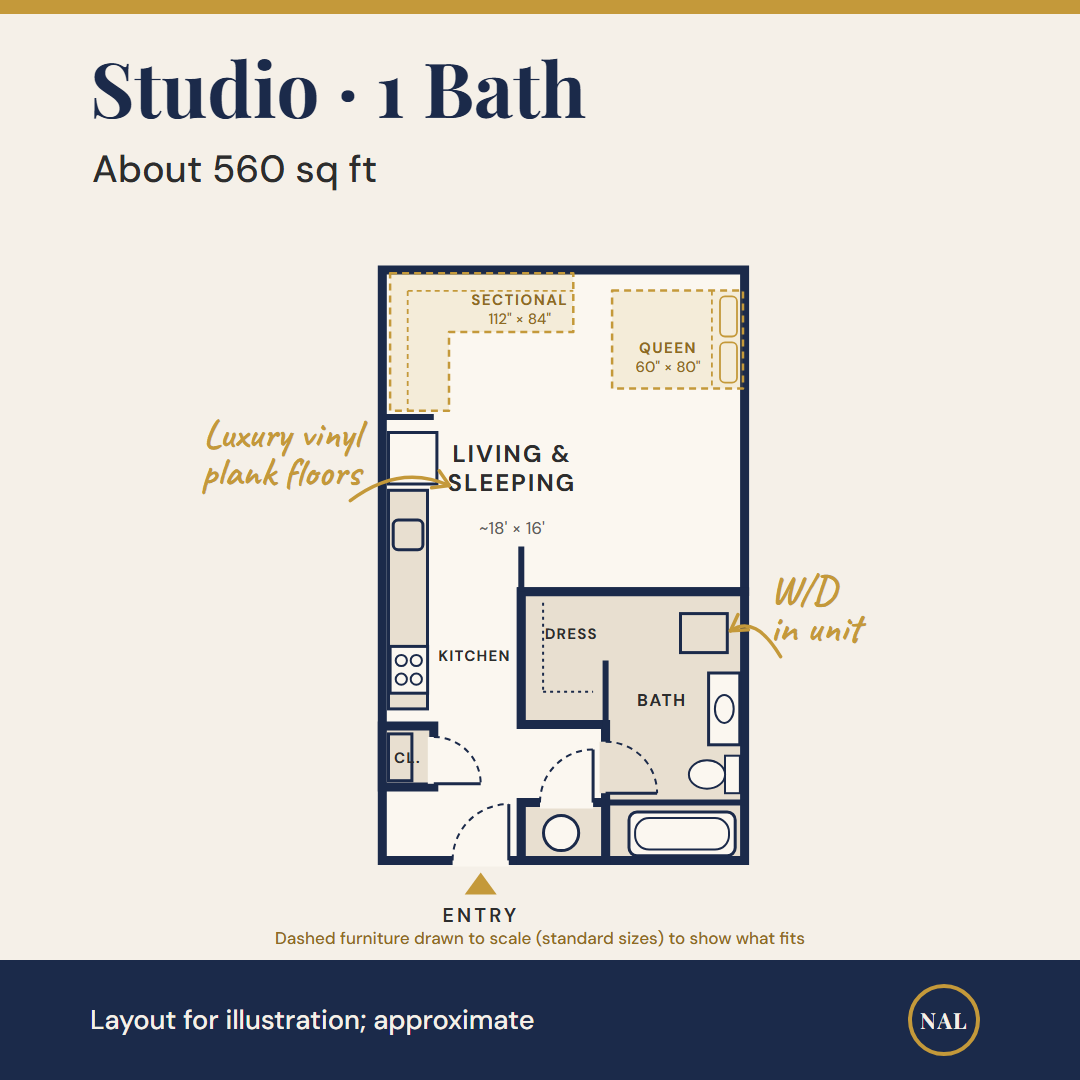 Studio · 1 Bath
About 560 sq ft
SECTIONAL
112" × 84"
QUEEN
60" × 80"
Luxury vinyl
plank floors
LIVING &
SLEEPING
~18' × 16'
W/D
in unit
DRESS
KITCHEN
BATH
CL.
ENTRY
Dashed furniture drawn to scale (standard sizes) to show what fits
Layout for illustration; approximate
NAL